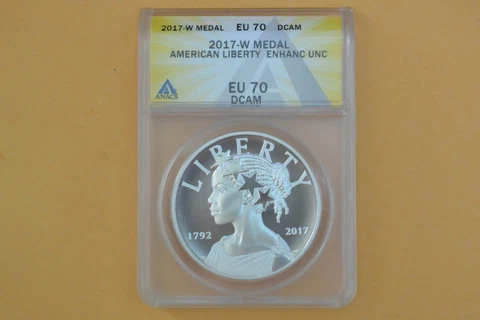 2017-W MEDAL EU 70 DCAM
2017-W MEDAL
AMERICAN LIBERTY ENHANC UNC
ANACS
EU 70
DCAM
LIBERTY
1792 2017